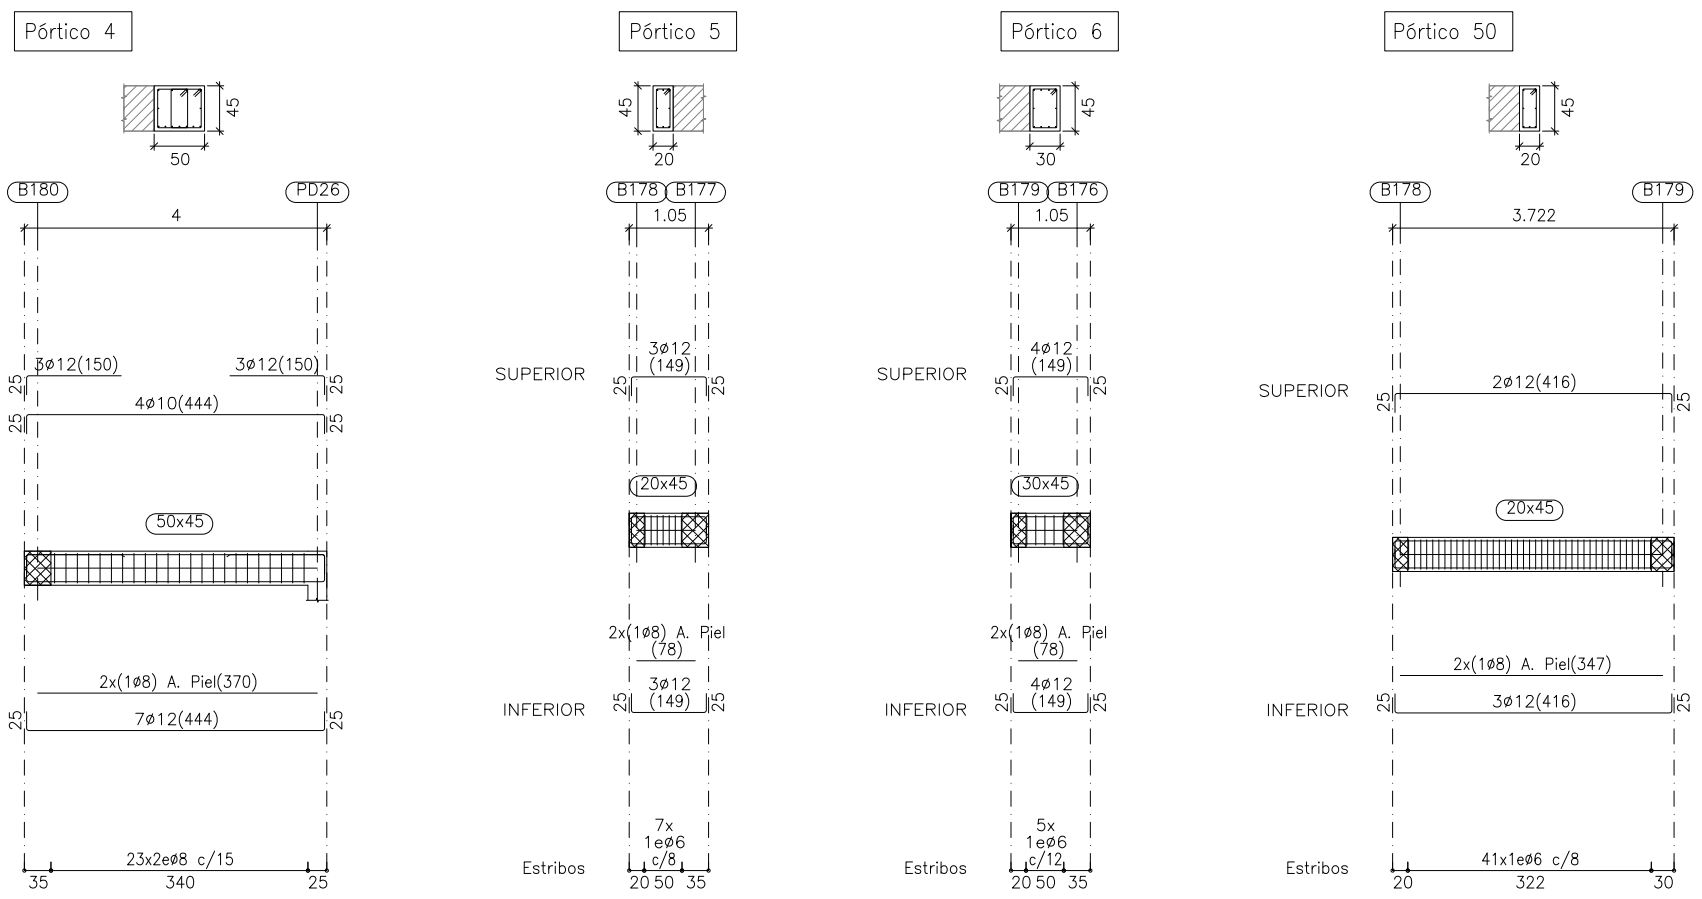 Pórtico 4
45
50
B180
PD26
4
3ø12(150)
3ø12(150)
25
25
4ø10(444)
25
25
50x45
2x(1ø8) A. Piel(370)
25
25
7ø12(444)
23x2eø8 c/15
35
340
25
Pórtico 5
45
20
B178
B177
1.05
SUPERIOR
3ø12
(149)
25
25
20x45
2x(1ø8) A. Piel
(78)
INFERIOR
25
3ø12
(149)
25
7x
1eø6
c/8
Estribos
20
50
35
Pórtico 6
45
30
B179
B176
1.05
SUPERIOR
4ø12
(149)
25
25
30x45
2x(1ø8) A. Piel
(78)
INFERIOR
25
4ø12
(149)
25
5x
1eø6
c/12
Estribos
20
50
35
Pórtico 50
45
20
B178
B179
3.722
SUPERIOR
2ø12(416)
25
25
20x45
2x(1ø8) A. Piel(347)
INFERIOR
25
3ø12(416)
25
Estribos
41x1eø6 c/8
20
322
30